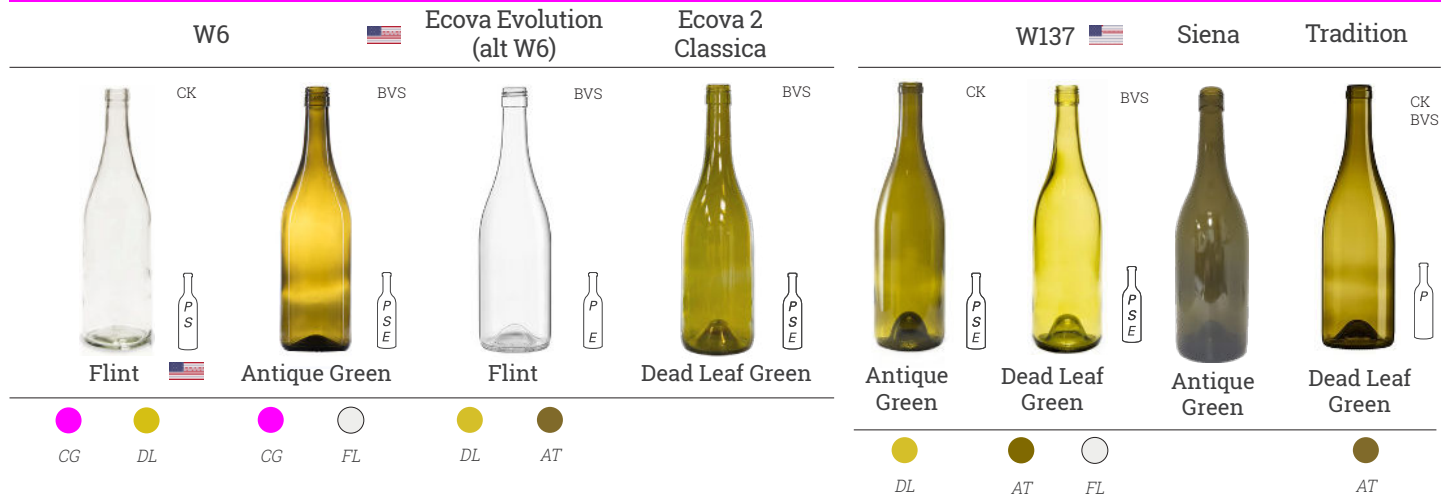 W6
Ecova Evolution
(alt W6)
Ecova 2
Classica
W137
Siena
Tradition
CK
BVS
BVS
BVS
CK
BVS
CK
BVS
P
S
P
S
E
P
E
P
S
E
P
S
E
P
S
E
P
Flint
Antique Green
Flint
Dead Leaf Green
Antique
Green
Dead Leaf
Green
Antique
Green
Dead Leaf
Green
CG
DL
CG
FL
DL
AT
DL
AT
FL
AT